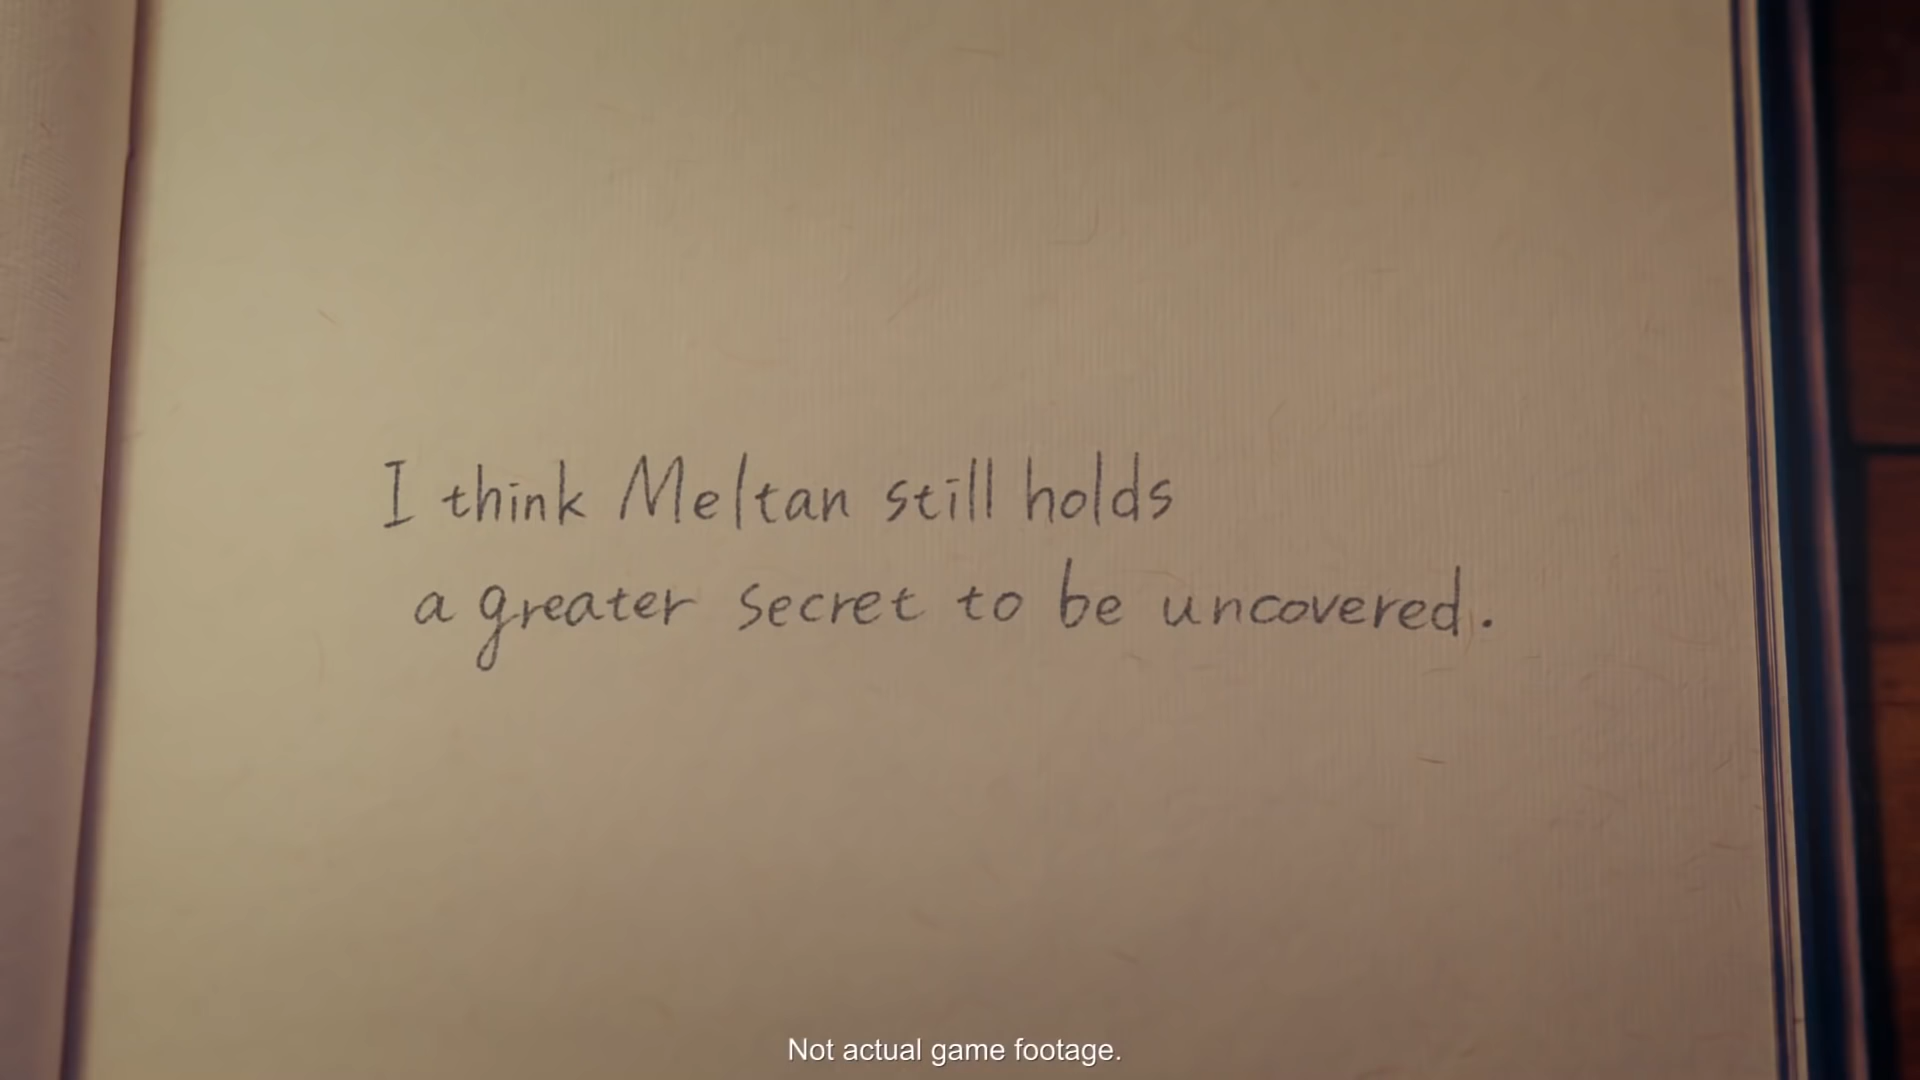 I think Meltan still holds
a greater secret to be uncovered.
Not actual game footage.